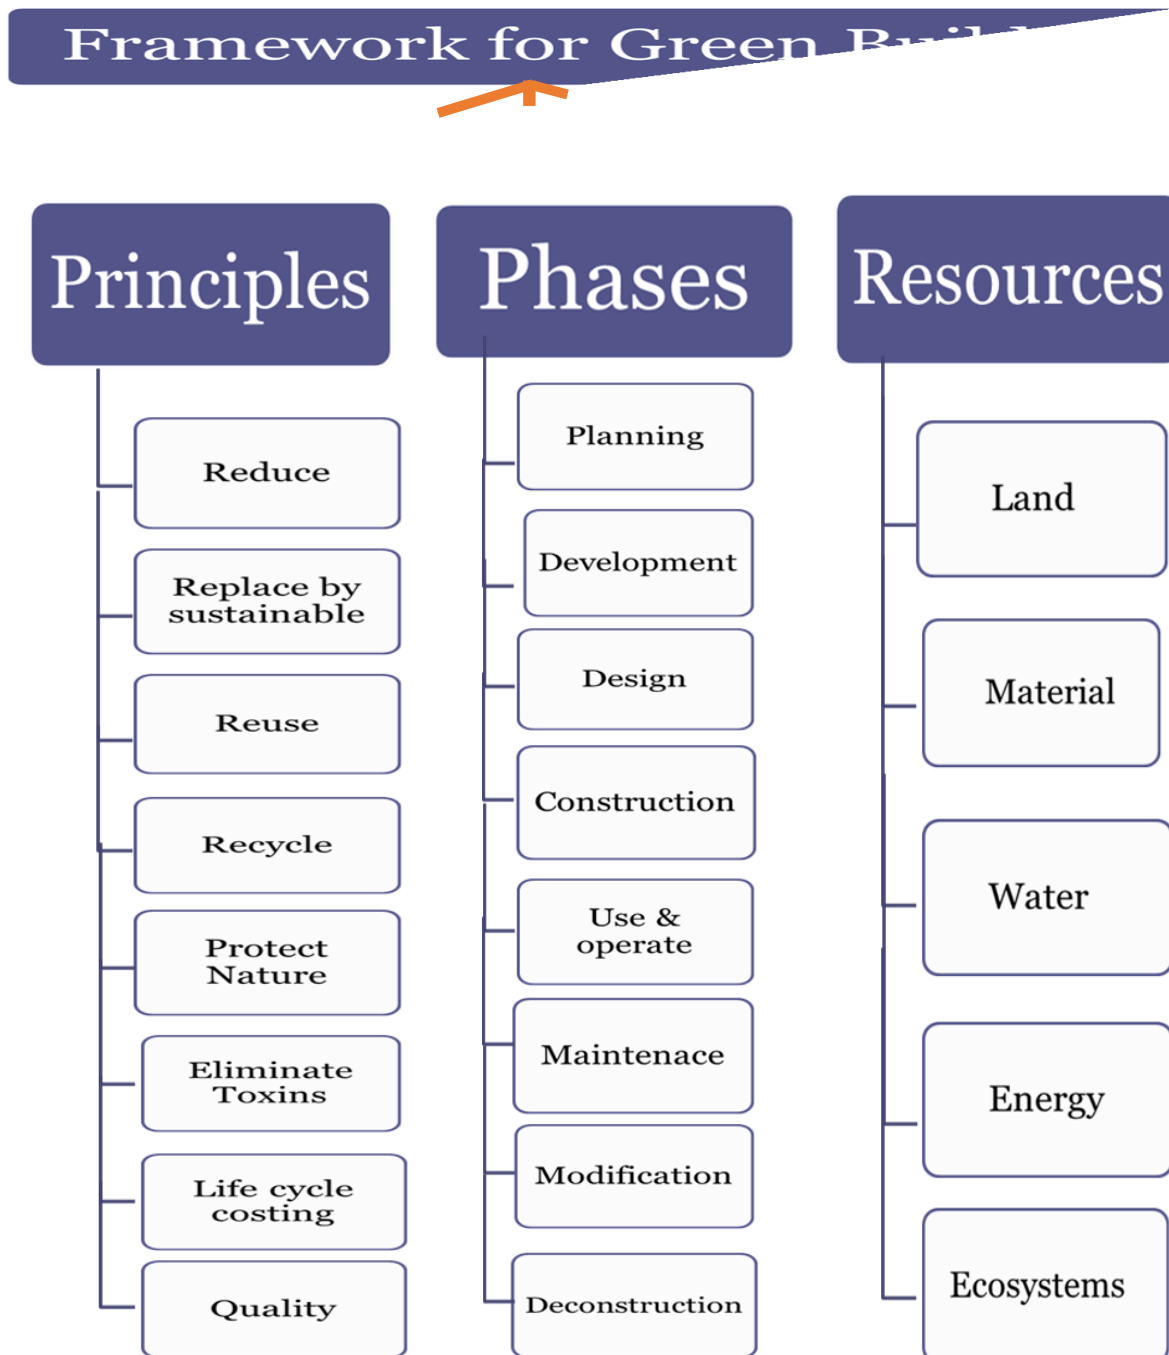 Framework for Green
Principles
Reduce
Replace by
sustainable
Reuse
Recycle
Protect
Nature
Eliminate
Toxins
Life cycle
costing
Quality
Phases
Planning
Development
Design
Construction
Use &
operate
Maintenace
Modification
Deconstruction
Resources
Land
Material
Water
Energy
Ecosystems